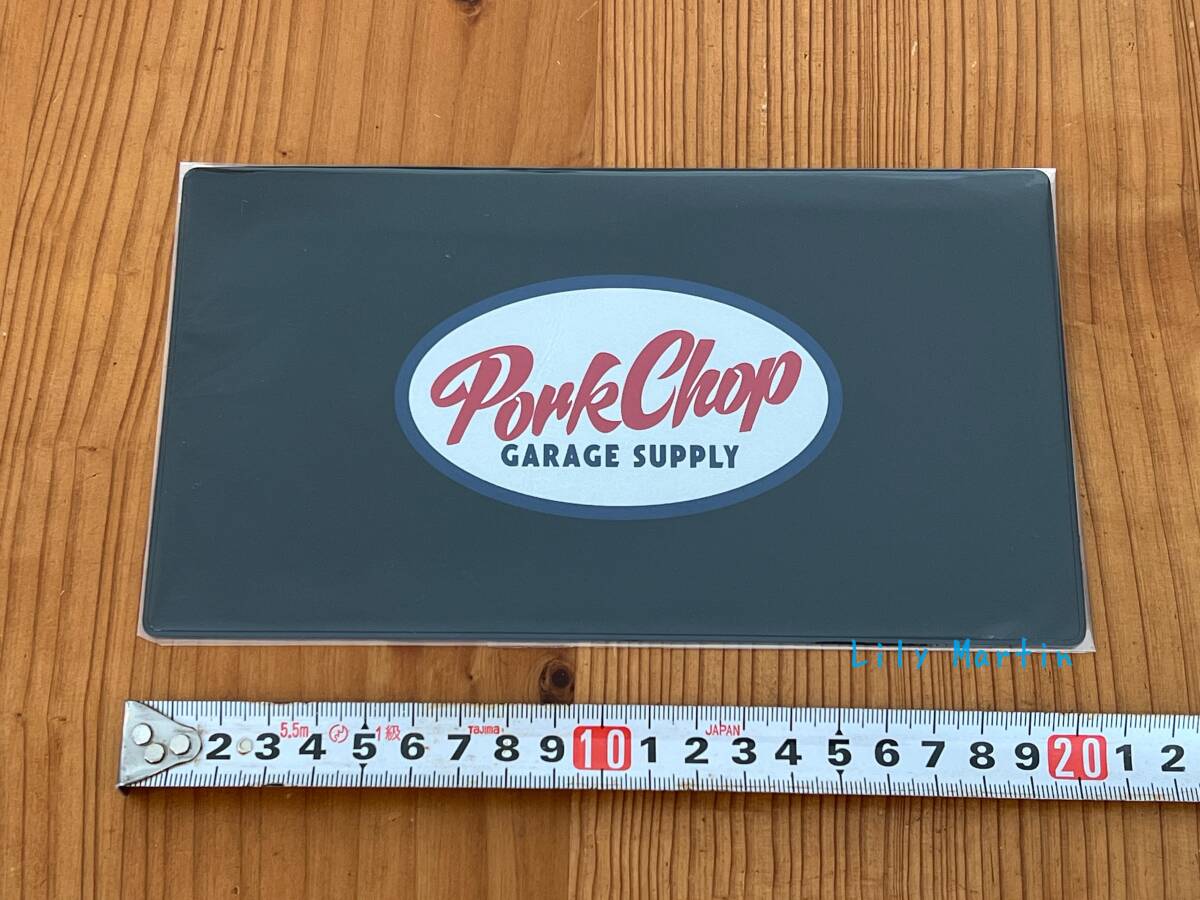 PorkChop
GARAGE SUPPLY
Lily Martin
5.5m 1級 Tajima JAPAN
2 3 4 5 6 7 8 9 10 1 2 3 4 5 6 7 8 9 20 1 2